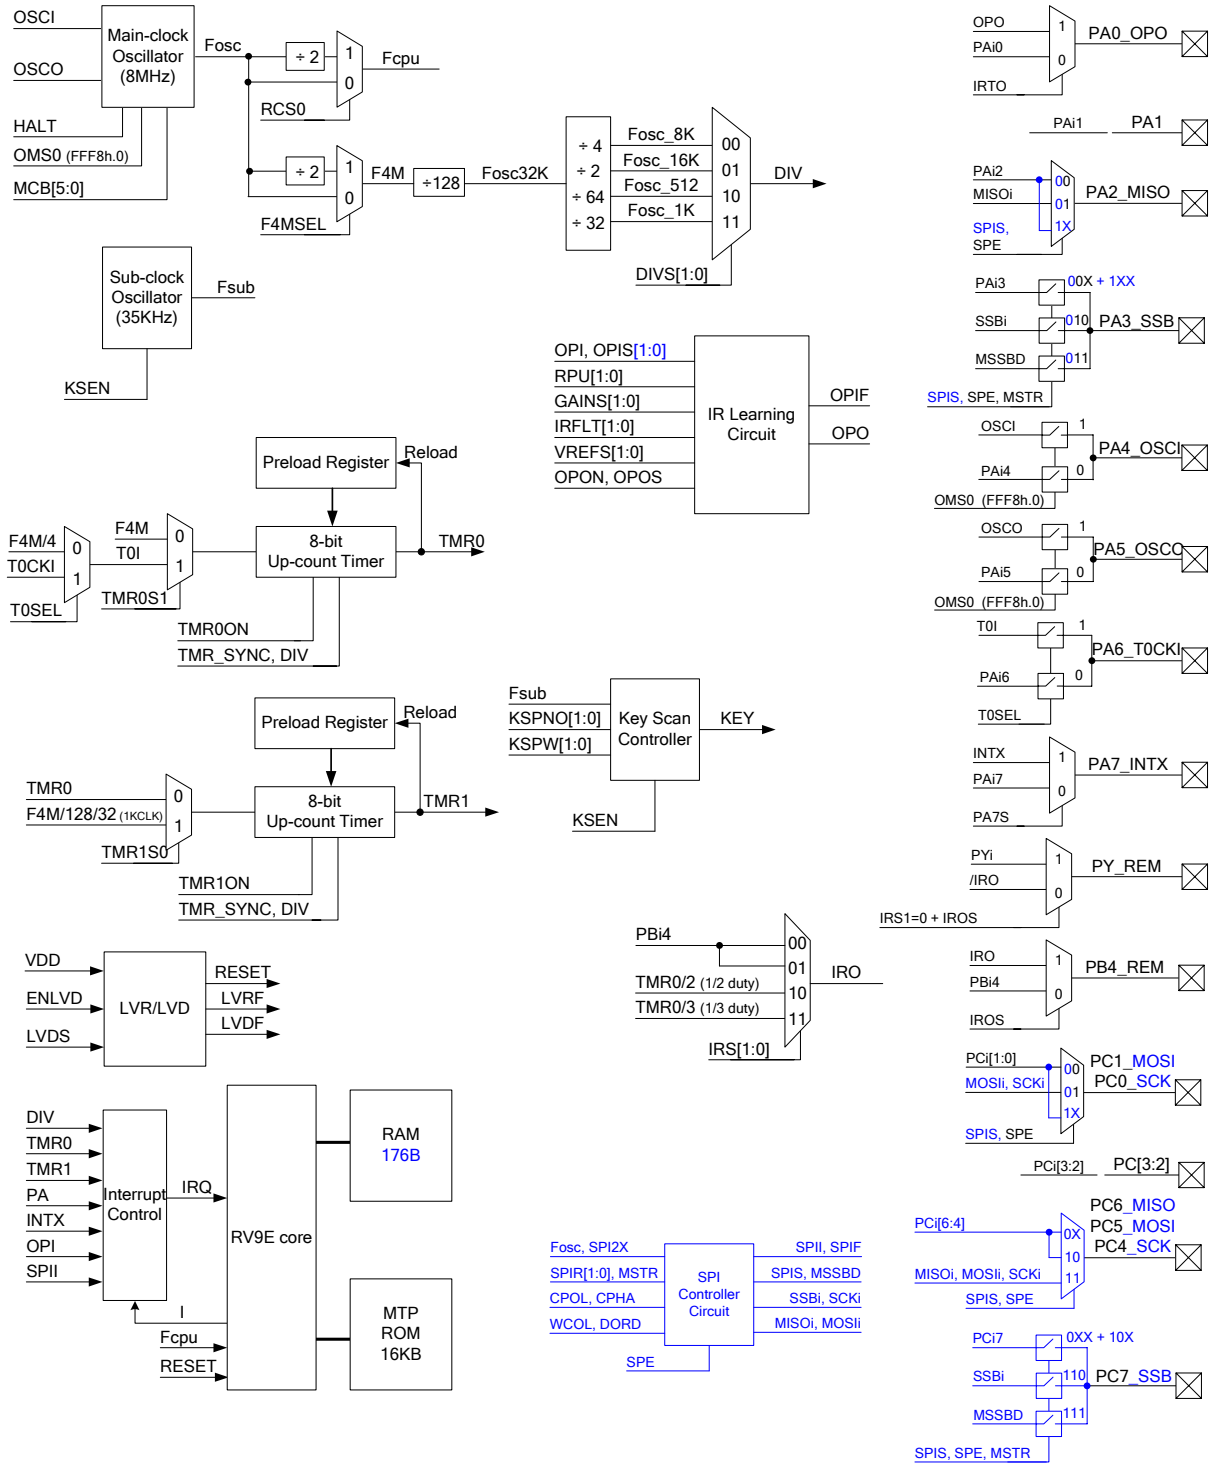 OSCI
OSCO
Main-clock
Oscillator
(8MHz)
HALT
OMS0 (FFF8h.0)
MCB[5:0]
Fosc
÷ 2
1
0
Fcpu
RCS0
÷ 2
1
0
F4M
F4MSEL
÷128
Fosc32K
÷ 4
÷ 2
÷ 64
÷ 32
Fosc_8K
Fosc_16K
Fosc_512
Fosc_1K
00
01
10
11
DIV
DIVS[1:0]
Sub-clock
Oscillator
(35KHz)
Fsub
KSEN
OPI, OPIS[1:0]
RPU[1:0]
GAINS[1:0]
IRFLT[1:0]
VREFS[1:0]
OPON, OPOS
IR Learning
Circuit
OPIF
OPO
Preload Register
Reload
F4M/4
T0CKI
0
1
T0SEL
F4M
T0I
0
1
TMR0S1
8-bit
Up-count Timer
TMR0
TMR0ON
TMR_SYNC, DIV
Preload Register
Reload
TMR0
F4M/128/32 (1KCLK)
0
1
TMR1S0
8-bit
Up-count Timer
TMR1
TMR1ON
TMR_SYNC, DIV
Fsub
KSPNO[1:0]
KSPW[1:0]
Key Scan
Controller
KEY
KSEN
VDD
ENLVD
LVDS
LVR/LVD
RESET
LVRF
LVDF
PBi4
TMR0/2 (1/2 duty)
TMR0/3 (1/3 duty)
00
01
10
11
IRO
IRS[1:0]
DIV
TMR0
TMR1
PA
INTX
OPI
SPII
Interrupt
Control
IRQ
I
Fcpu
RESET
RV9E core
RAM
176B
MTP
ROM
16KB
Fosc, SPI2X
SPIR[1:0], MSTR
CPOL, CPHA
WCOL, DORD
SPI
Controller
Circuit
SPII, SPIF
SPIS, MSSBD
SSBi, SCKi
MISOi, MOSIi
SPE
OPO
PAi0
1
0
IRTO
PA0_OPO
PAi1
PA1
PAi2
MISOi
00
01
1X
SPIS,
SPE
PA2_MISO
PAi3
SSBi
MSSBD
00X + 1XX
010
011
SPIS, SPE, MSTR
PA3_SSB
OSCI
PAi4
1
0
OMS0 (FFF8h.0)
PA4_OSCI
OSCO
PAi5
1
0
OMS0 (FFF8h.0)
PA5_OSCO
T0I
PAi6
1
0
T0SEL
PA6_T0CKI
INTX
PAi7
1
0
PA7S
PA7_INTX
PYi
/IRO
1
0
IRS1=0 + IROS
PY_REM
IRO
PBi4
1
0
IROS
PB4_REM
PCi[1:0]
MOSIi, SCKi
00
01
1X
SPIS, SPE
PC1_MOSI
PC0_SCK
PCi[3:2]
PC[3:2]
PCi[6:4]
MISOi, MOSIi, SCKi
0X
10
11
SPIS, SPE
PC6_MISO
PC5_MOSI
PC4_SCK
PCi7
SSBi
MSSBD
0XX + 10X
110
111
SPIS, SPE, MSTR
PC7_SSB